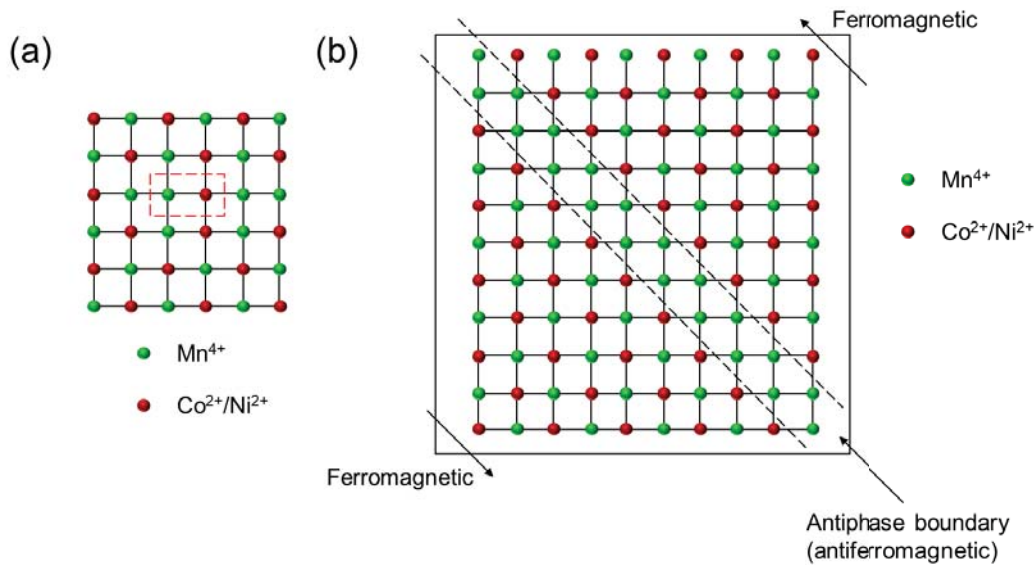 (a)
Mn⁴⁺
Co²⁺/Ni²⁺
(b)
Ferromagnetic
Mn⁴⁺
Co²⁺/Ni²⁺
Ferromagnetic
Antiphase boundary
(antiferromagnetic)